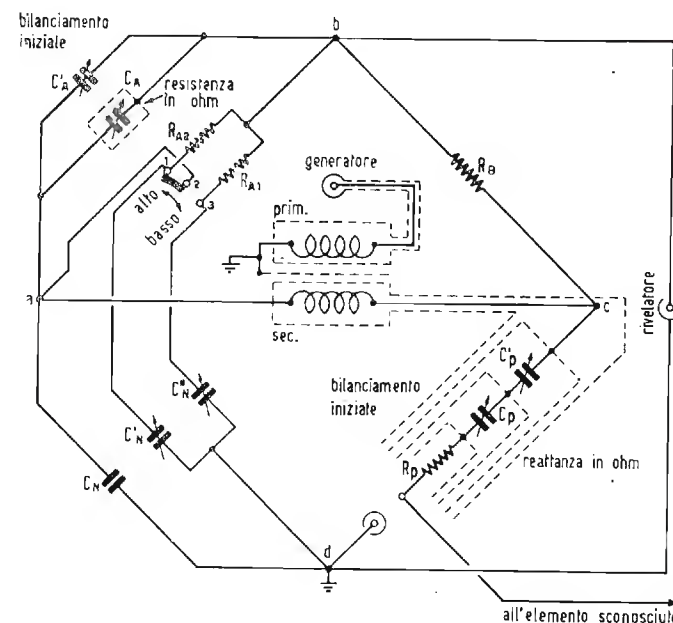 bilanciamento
iniziale
b
C'A
CA
resistenza
in ohm
RA2
RB
1
2
generatore
RA1
alto
basso
3
prim.
a
c
rivelatore
sec.
C"N
C'P
bilanciamento
iniziale
C'N
CP
RP
reattanza in ohm
CN
d
all'elemento sconosciuto